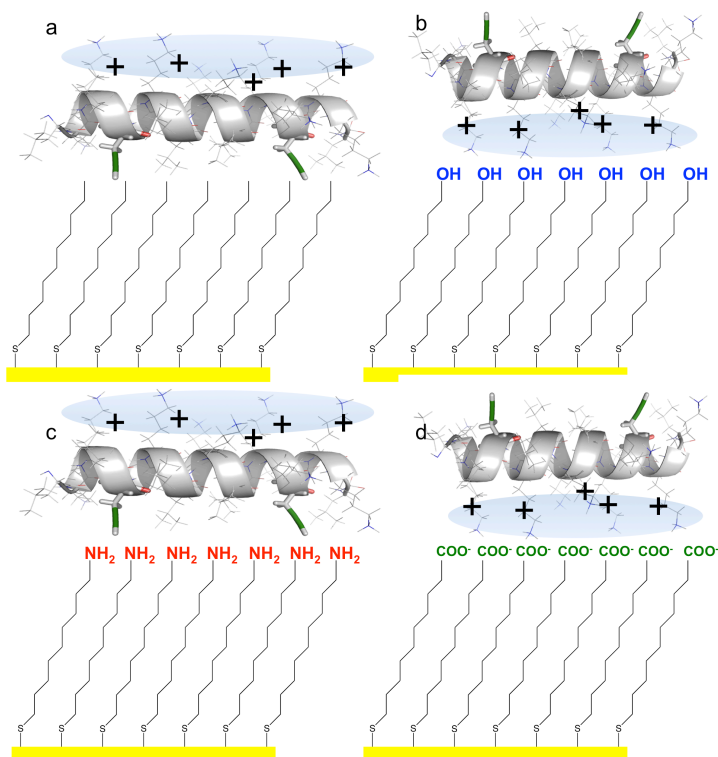 a
b
+ + + + +
+ + + + +
OH OH OH OH OH OH OH
S S S S S S S
S S S S S S S
c
d
+ + + + +
+ + + + +
NH₂ NH₂ NH₂ NH₂ NH₂ NH₂ NH₂
COO⁻ COO⁻ COO⁻ COO⁻ COO⁻ COO⁻ COO⁻
S S S S S S S
S S S S S S S